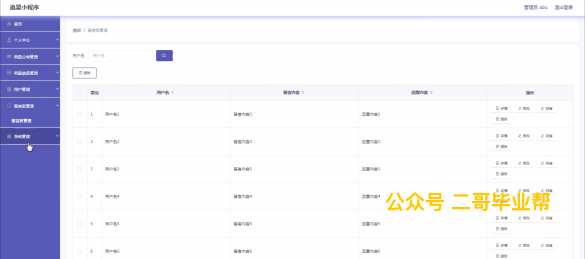 追星小程序
管理员 abo 退出登录
首页
个人中心
明星公告管理
明星信息管理
用户管理
留言板管理
留言板管理
系统管理
首页 / 留言板管理
用户名 用户名
删除
索引 用户名 留言内容 回复内容 操作
1 用户名1 留言内容1 回复内容1 详情 修改 回复 删除
2 用户名2 留言内容2 回复内容2 详情 修改 回复 删除
3 用户名3 留言内容3 回复内容3 详情 修改 回复 删除
4 用户名4 留言内容4 回复内容4 详情 修改 回复 删除
公众号 二哥毕业帮
5 用户名5 留言内容5 回复内容5 详情 修改 回复 删除
6 用户名6 留言内容6 回复内容6 详情 修改 回复